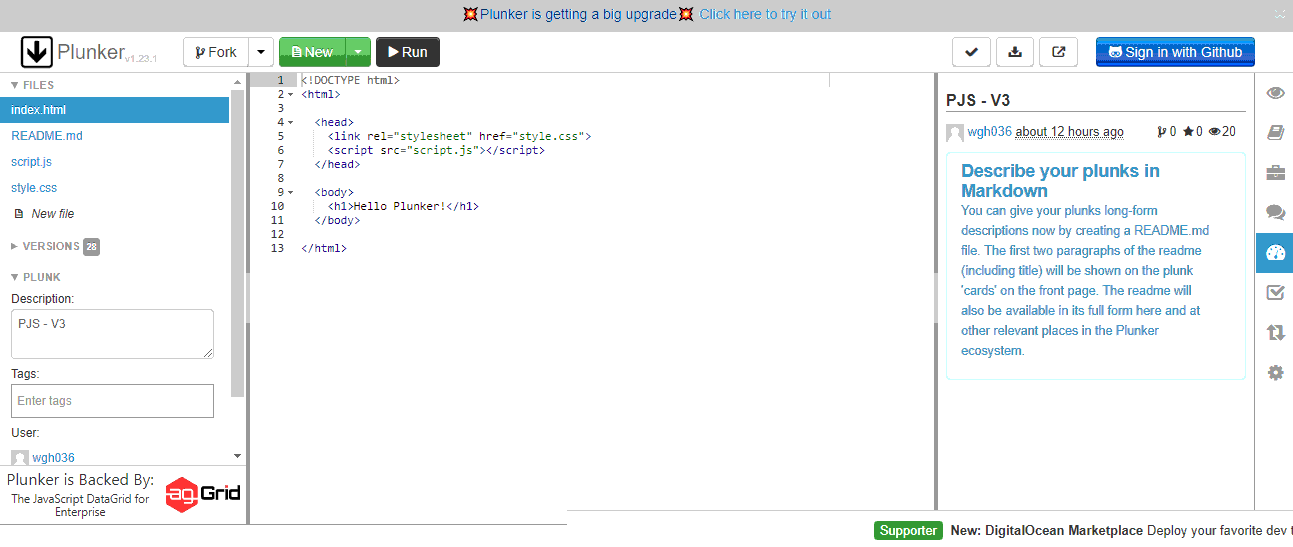 💥Plunker is getting a big upgrade💥 Click here to try it out
Plunker v1.23.1
Fork
New
Run
Sign in with Github
FILES
index.html
README.md
script.js
style.css
New file
VERSIONS 28
PLUNK
Description:
PJS - V3
Tags:
Enter tags
User:
wgh036
Plunker is Backed By:
The JavaScript DataGrid for
Enterprise
ag Grid
1 <!DOCTYPE html>
2 <html>
3
4 <head>
5 <link rel="stylesheet" href="style.css">
6 <script src="script.js"></script>
7 </head>
8
9 <body>
10 <h1>Hello Plunker!</h1>
11 </body>
12
13 </html>
PJS - V3
wgh036 about 12 hours ago 0 0 20
Describe your plunks in
Markdown
You can give your plunks long-form
descriptions now by creating a README.md
file. The first two paragraphs of the readme
(including title) will be shown on the plunk
'cards' on the front page. The readme will
also be available in its full form here and at
other relevant places in the Plunker
ecosystem.
Supporter New: DigitalOcean Marketplace Deploy your favorite dev t